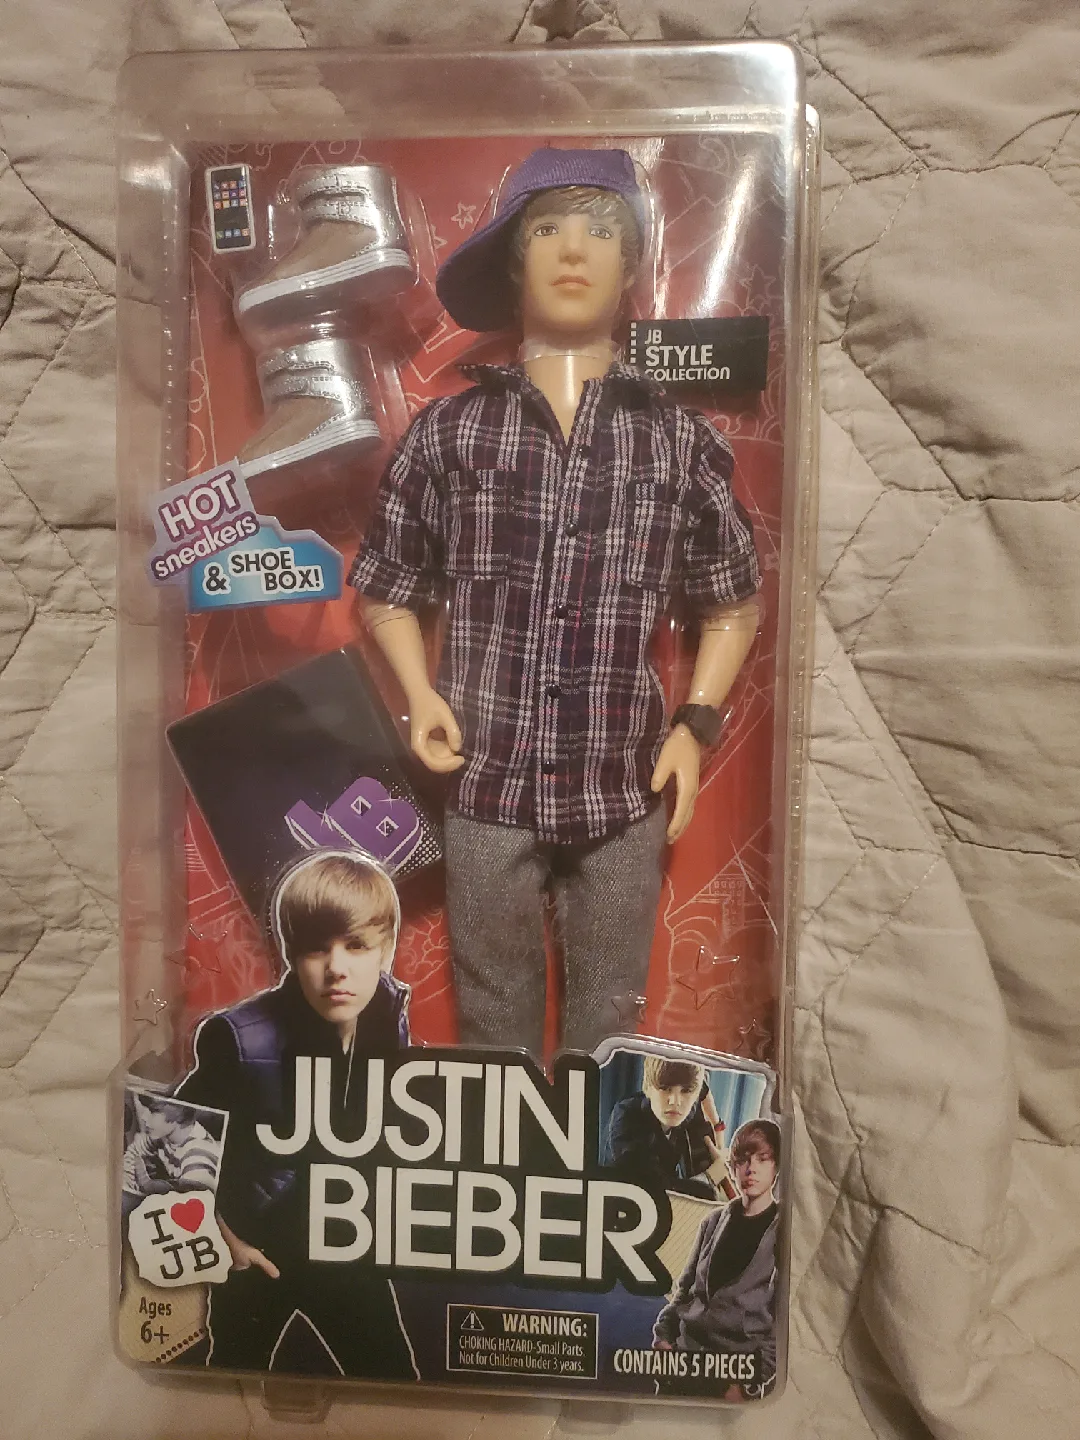 JB
STYLE
COLLECTION
HOT
sneakers
& SHOE
BOX!
JB
JUSTIN
BIEBER
I ❤
JB
Ages
6+
⚠ WARNING:
CHOKING HAZARD-Small Parts.
Not for Children Under 3 years.
CONTAINS 5 PIECES